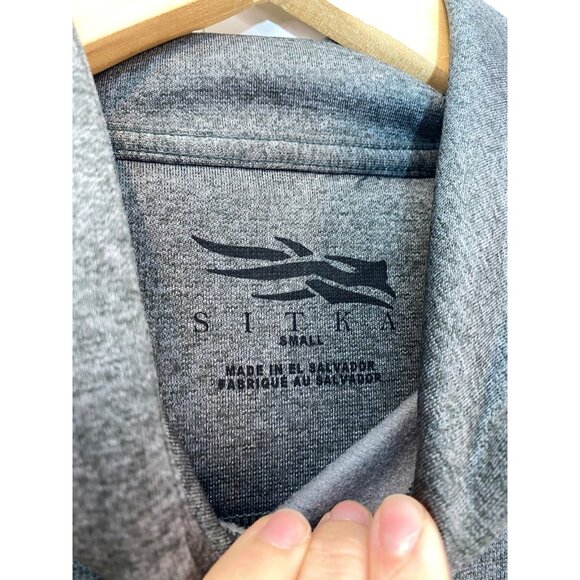 SITKA
SMALL
MADE IN EL SALVADOR
FABRIQUE AU SALVADOR